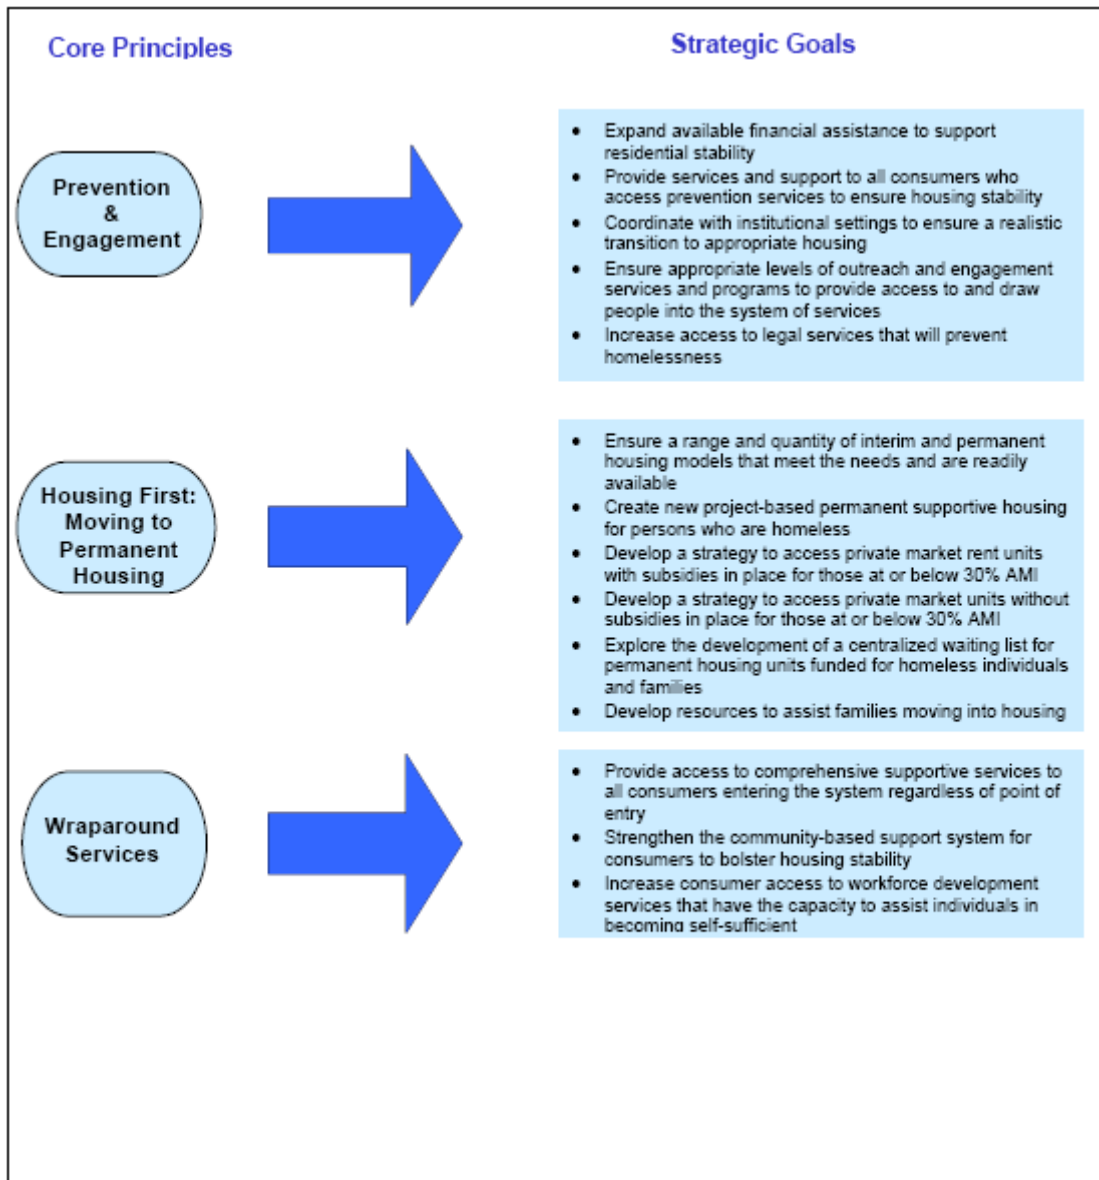 Core Principles
Strategic Goals
Prevention
&
Engagement
• Expand available financial assistance to support
residential stability
• Provide services and support to all consumers who
access prevention services to ensure housing stability
• Coordinate with institutional settings to ensure a realistic
transition to appropriate housing
• Ensure appropriate levels of outreach and engagement
services and programs to provide access to and draw
people into the system of services
• Increase access to legal services that will prevent
homelessness
Housing First:
Moving to
Permanent
Housing
• Ensure a range and quantity of interim and permanent
housing models that meet the needs and are readily
available
• Create new project-based permanent supportive housing
for persons who are homeless
• Develop a strategy to access private market rent units
with subsidies in place for those at or below 30% AMI
• Develop a strategy to access private market units without
subsidies in place for those at or below 30% AMI
• Explore the development of a centralized waiting list for
permanent housing units funded for homeless individuals
and families
• Develop resources to assist families moving into housing
Wraparound
Services
• Provide access to comprehensive supportive services to
all consumers entering the system regardless of point of
entry
• Strengthen the community-based support system for
consumers to bolster housing stability
• Increase consumer access to workforce development
services that have the capacity to assist individuals in
becoming self-sufficient